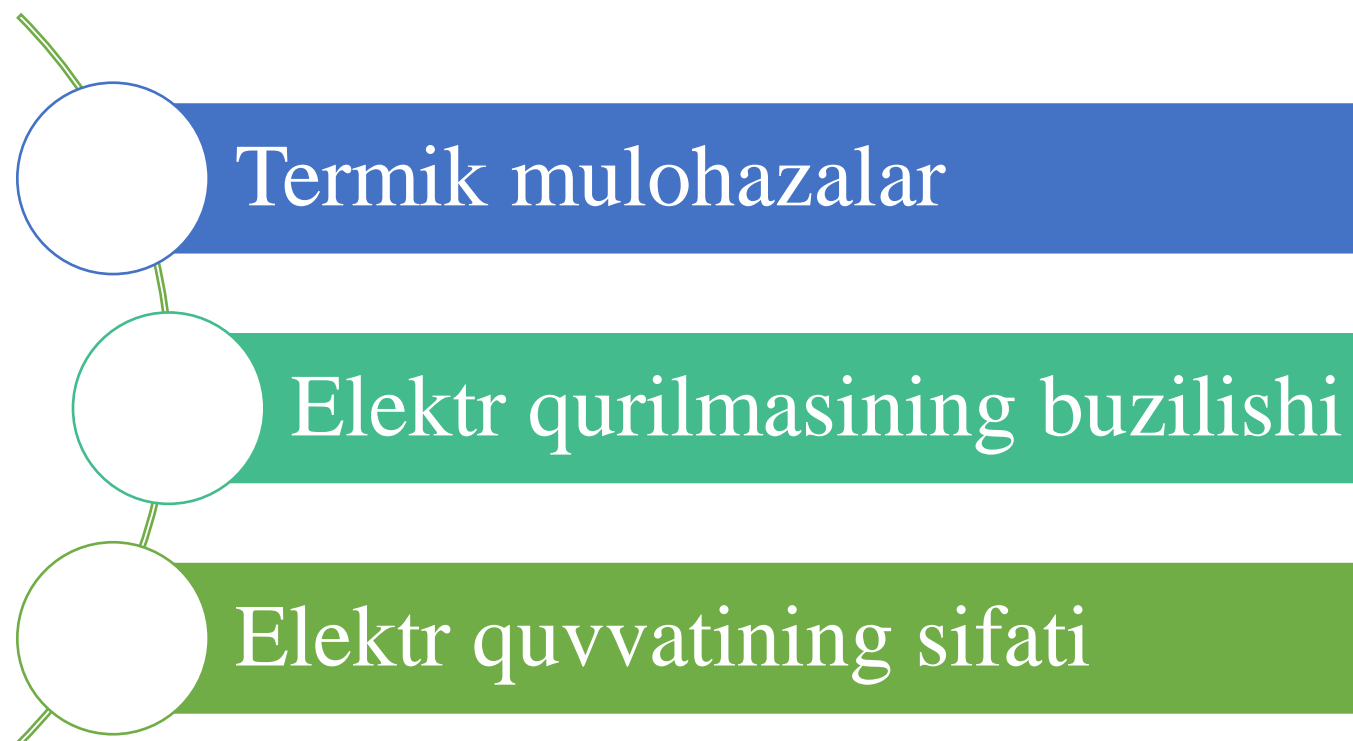 Termik mulohazalar
Elektr qurilmasining buzilishi
Elektr quvvatining sifati